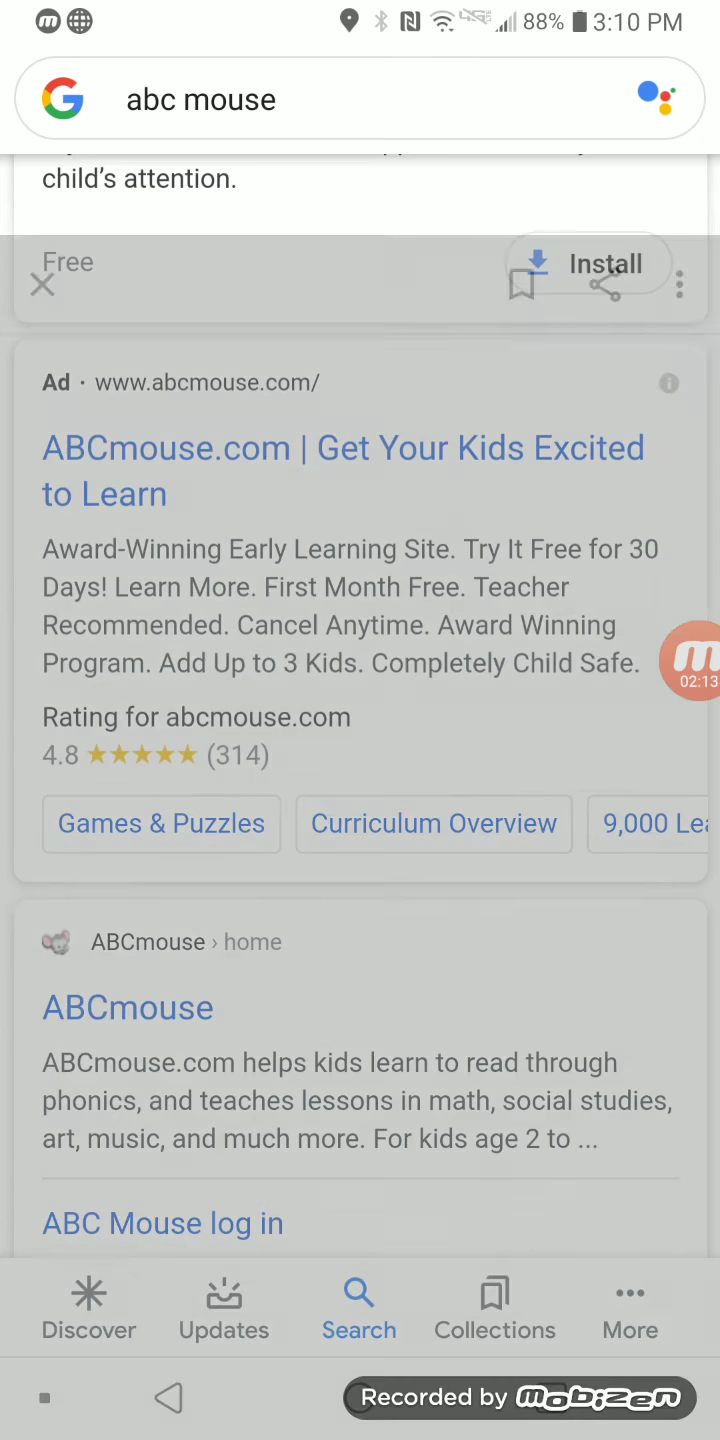 88% 3:10 PM
abc mouse
child's attention.
Free
Install
Ad · www.abcmouse.com/
ABCmouse.com | Get Your Kids Excited
to Learn
Award-Winning Early Learning Site. Try It Free for 30
Days! Learn More. First Month Free. Teacher
Recommended. Cancel Anytime. Award Winning
Program. Add Up to 3 Kids. Completely Child Safe.
02:13
Rating for abcmouse.com
4.8 ★★★★★ (314)
Games & Puzzles Curriculum Overview 9,000
ABCmouse › home
ABCmouse
ABCmouse.com helps kids learn to read through
phonics, and teaches lessons in math, social studies,
art, music, and much more. For kids age 2 to ...
ABC Mouse log in
Discover Updates Search Collections More
Recorded by mobizen